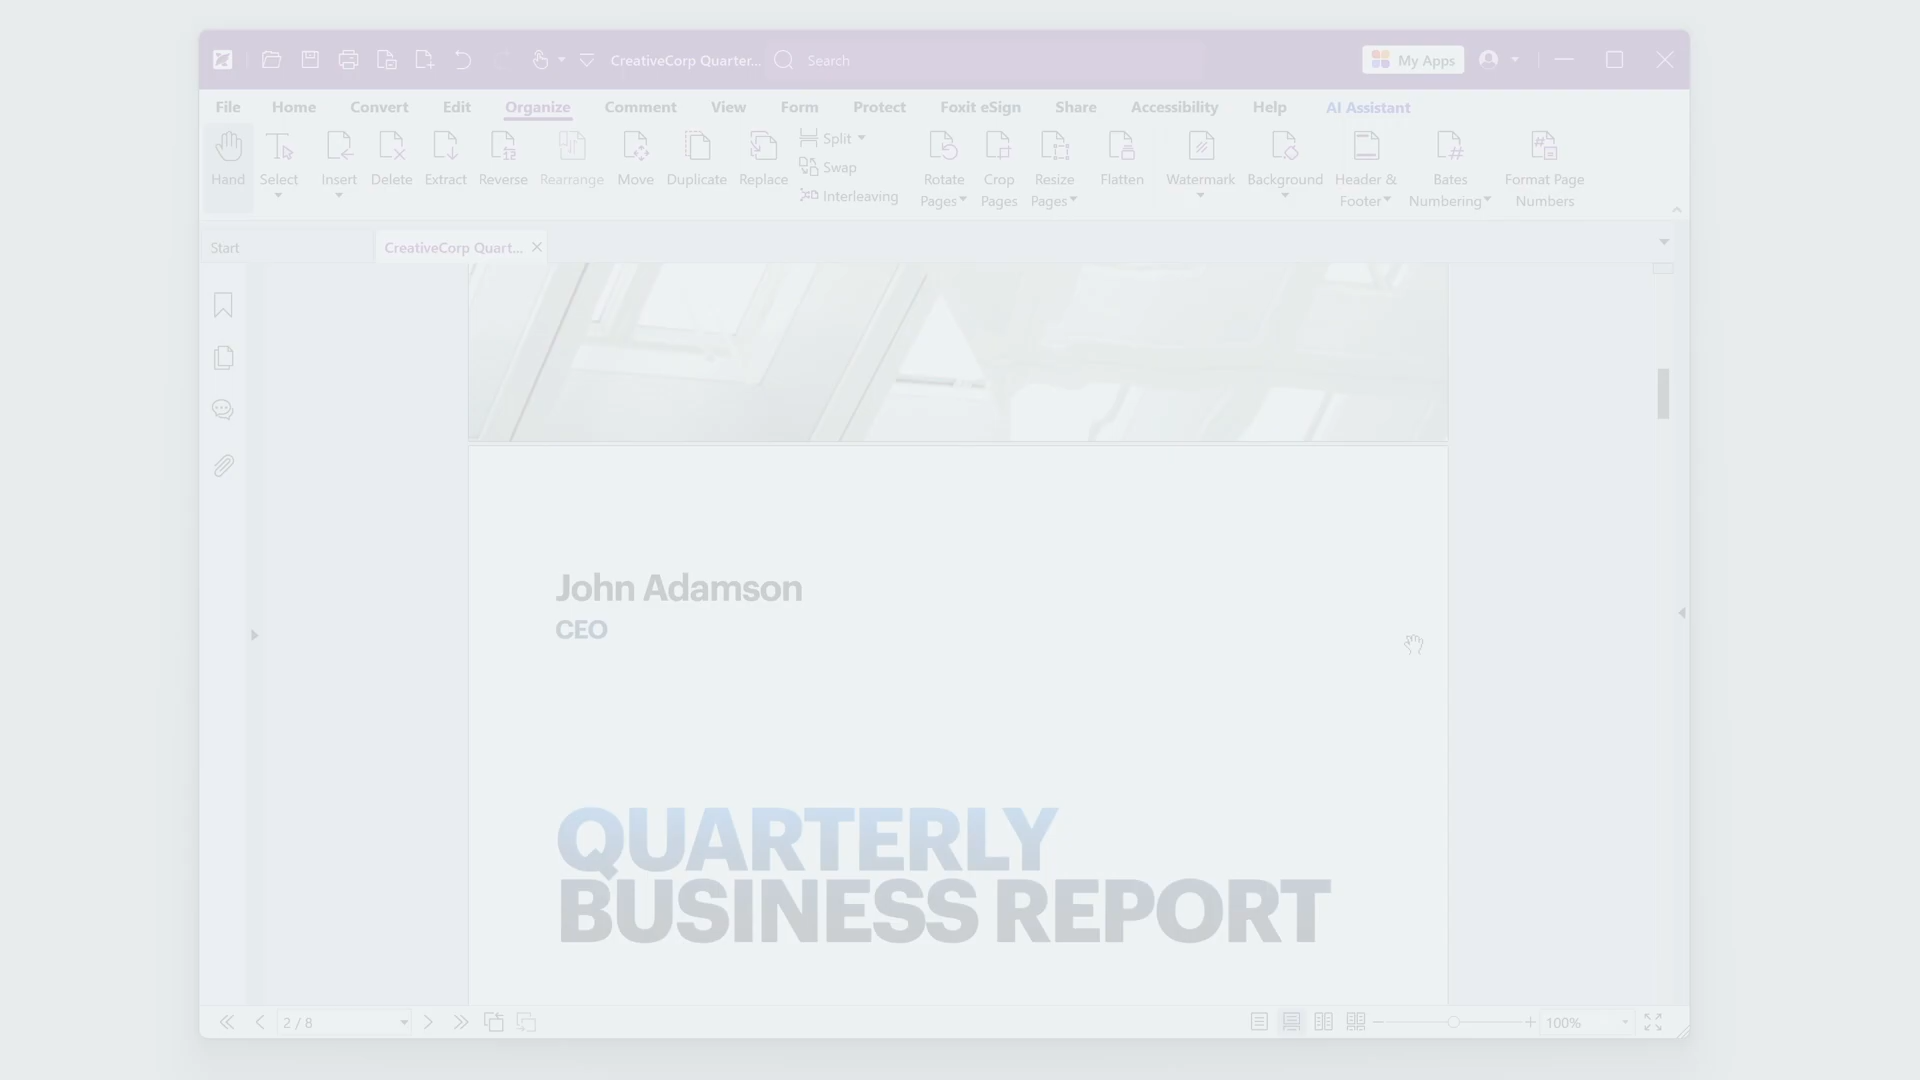 CreativeCorp Quarter... Search My Apps
File Home Convert Edit Organize Comment View Form Protect Foxit eSign Share Accessibility Help AI Assistant
Hand Select Insert Delete Extract Reverse Rearrange Move Duplicate Replace
Split
Swap
Interleaving
Rotate Pages
Crop Pages
Resize Pages
Flatten Watermark Background
Header & Footer
Bates Numbering
Format Page Numbers
Start CreativeCorp Quart...
John Adamson
CEO
QUARTERLY
BUSINESS REPORT
2 / 8 100%